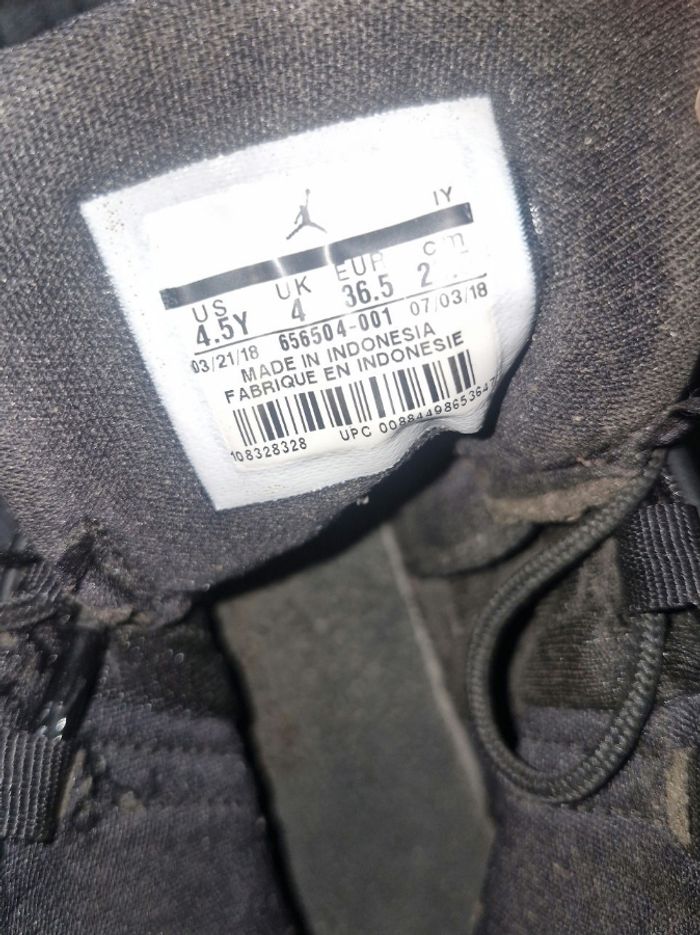 IY
US UK EUR cm
4.5Y 4 36.5
03/21/18 656504-001 07/03/18
MADE IN INDONESIA
FABRIQUE EN INDONESIE
108328328 UPC 00884498653647